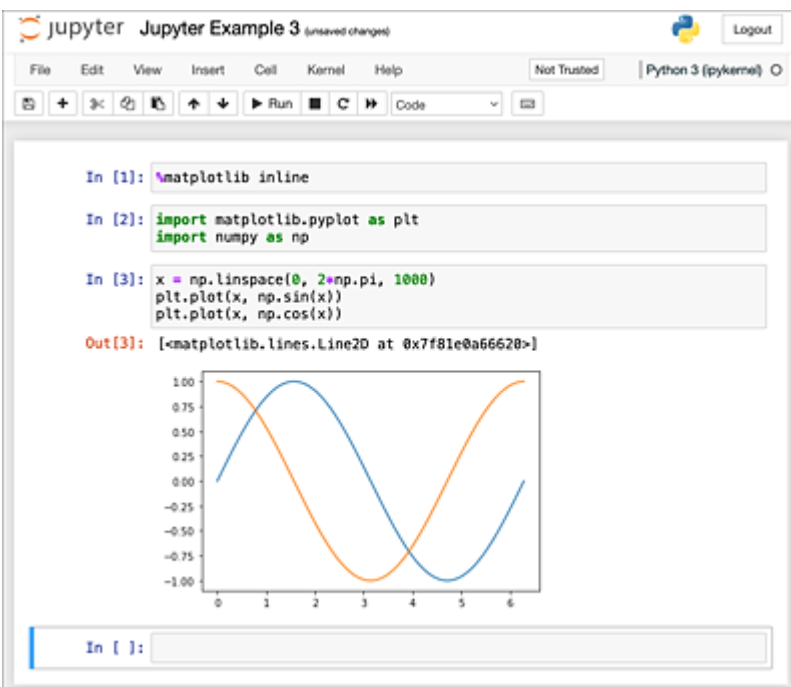 jupyter Jupyter Example 3 (unsaved changes) Logout
File Edit View Insert Cell Kernel Help Not Trusted Python 3 (ipykernel)
Run Code
In [1]: %matplotlib inline
In [2]: import matplotlib.pyplot as plt
import numpy as np
In [3]: x = np.linspace(0, 2*np.pi, 1000)
plt.plot(x, np.sin(x))
plt.plot(x, np.cos(x))
Out[3]: [<matplotlib.lines.Line2D at 0x7f81e0a66620>]
1.00
0.75
0.50
0.25
0.00
−0.25
−0.50
−0.75
−1.00
0 1 2 3 4 5 6
In [ ]: